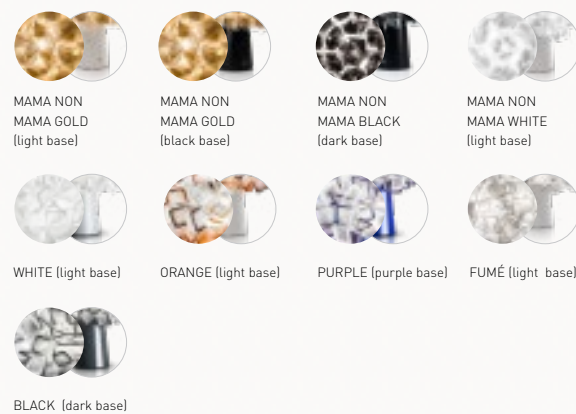 MAMA NON
MAMA GOLD
(light base)
MAMA NON
MAMA GOLD
(black base)
MAMA NON
MAMA BLACK
(dark base)
MAMA NON
MAMA WHITE
(light base)
WHITE (light base)
ORANGE (light base)
PURPLE (purple base)
FUMÉ (light base)
BLACK (dark base)